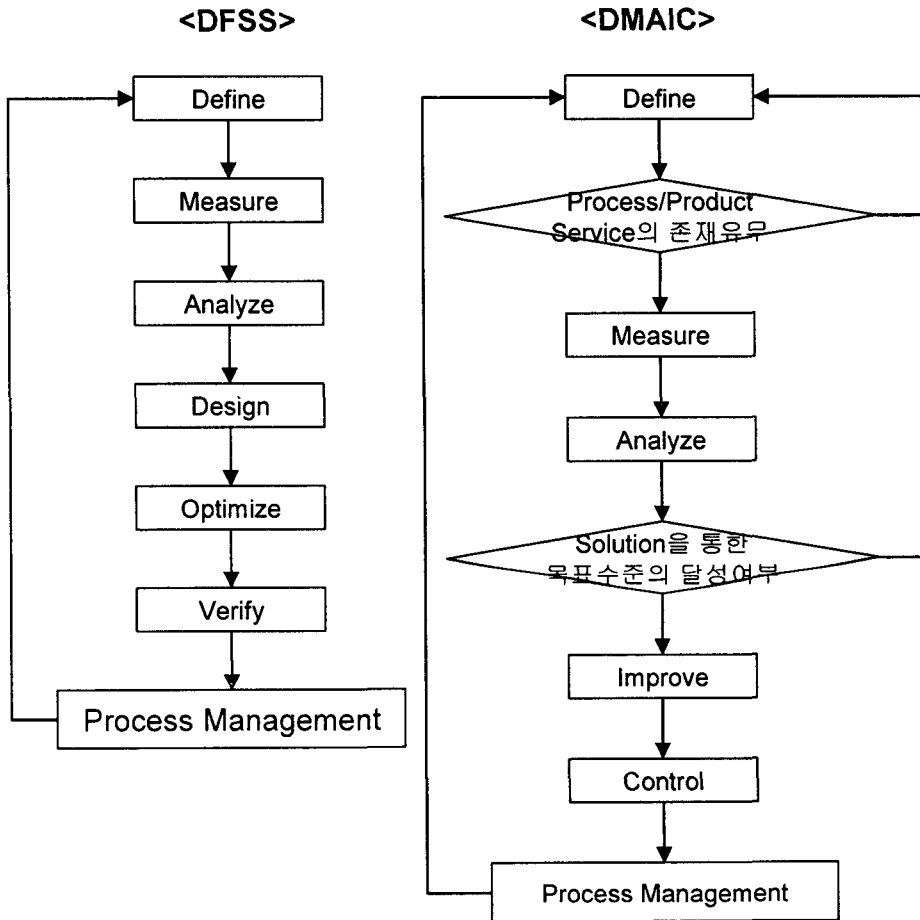 <DFSS>
Define
Measure
Analyze
Design
Optimize
Verify
Process Management
<DMAIC>
Define
Process/Product
Service의 존재유무
Measure
Analyze
Solution을 통한
목표수준의 달성여부
Improve
Control
Process Management